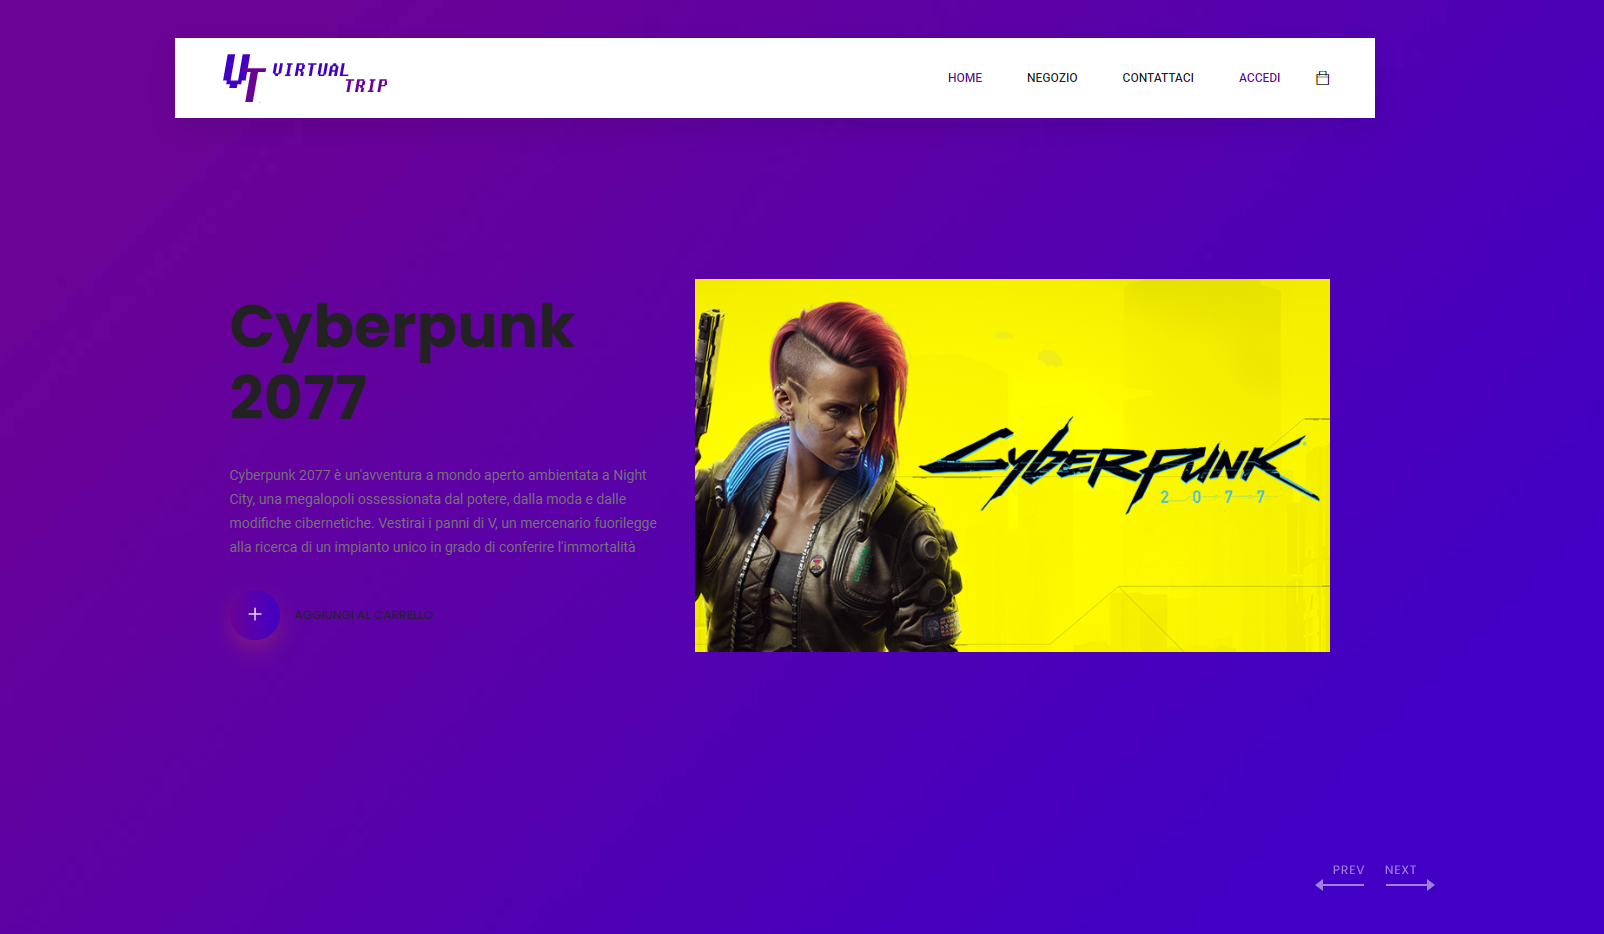 VIRTUAL
TRIP
HOME NEGOZIO CONTATTACI ACCEDI
Cyberpunk
2077
Cyberpunk 2077 è un'avventura a mondo aperto ambientata a Night
City, una megalopoli ossessionata dal potere, dalla moda e dalle
modifiche cibernetiche. Vestirai i panni di V, un mercenario fuorilegge
alla ricerca di un impianto unico in grado di conferire l'immortalità
AGGIUNGI AL CARRELLO
CYBERPUNK
2077
PREV NEXT